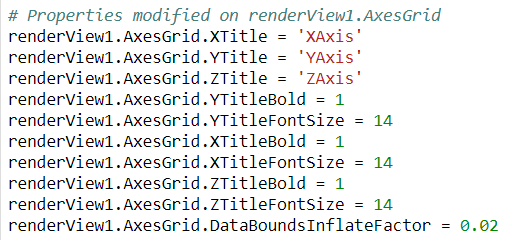 # Properties modified on renderView1.AxesGrid
renderView1.AxesGrid.XTitle = 'XAxis'
renderView1.AxesGrid.YTitle = 'YAxis'
renderView1.AxesGrid.ZTitle = 'ZAxis'
renderView1.AxesGrid.YTitleBold = 1
renderView1.AxesGrid.YTitleFontSize = 14
renderView1.AxesGrid.XTitleBold = 1
renderView1.AxesGrid.XTitleFontSize = 14
renderView1.AxesGrid.ZTitleBold = 1
renderView1.AxesGrid.ZTitleFontSize = 14
renderView1.AxesGrid.DataBoundsInflateFactor = 0.02